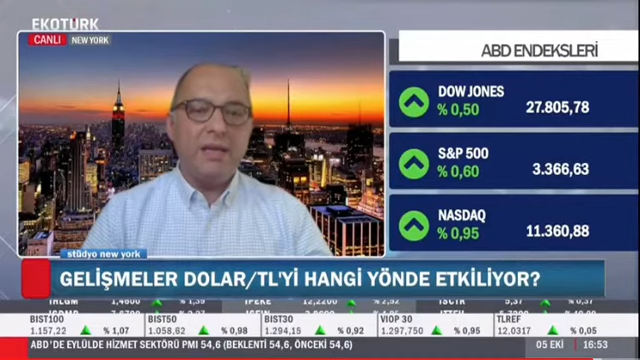 EKOTÜRK
CANLI NEW YORK
ABD ENDEKSLERİ
DOW JONES
% 0,50 27.805,78
S&P 500
% 0,60 3.366,63
NASDAQ
% 0,95 11.360,88
stüdyo new york
GELİŞMELER DOLAR/TL'Yİ HANGİ YÖNDE ETKİLİYOR?
BIST100 BIST50 BIST30 VIOP 30 TLREF
1.157,22 % 1,07 1.058,62 % 0,98 1.294,15 % 0,92 1.297,750 % 0,95 12.0317 % 0,05
ABD'DE EYLÜLDE HİZMET SEKTÖRÜ PMI 54,6 (BEKLENTİ 54,6, ÖNCEKİ 54,6) 05 EKİ 16:53